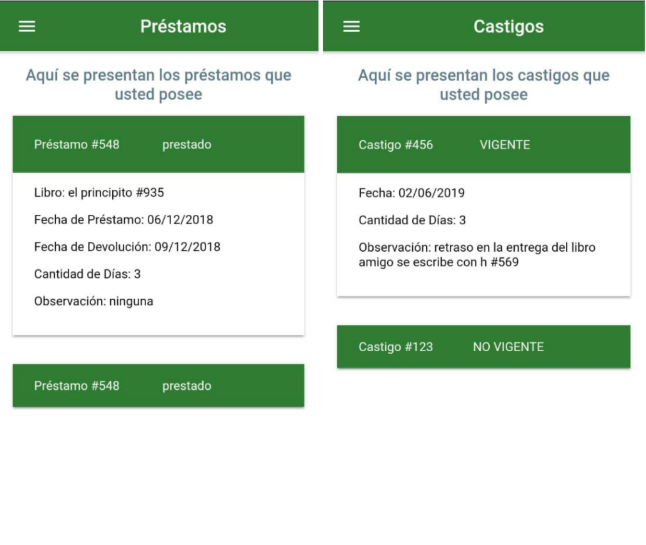 Préstamos
Aquí se presentan los préstamos que
usted posee
Préstamo #548 prestado
Libro: el principito #935
Fecha de Préstamo: 06/12/2018
Fecha de Devolución: 09/12/2018
Cantidad de Días: 3
Observación: ninguna
Préstamo #548 prestado
Castigos
Aquí se presentan los castigos que
usted posee
Castigo #456 VIGENTE
Fecha: 02/06/2019
Cantidad de Días: 3
Observación: retraso en la entrega del libro
amigo se escribe con h #569
Castigo #123 NO VIGENTE